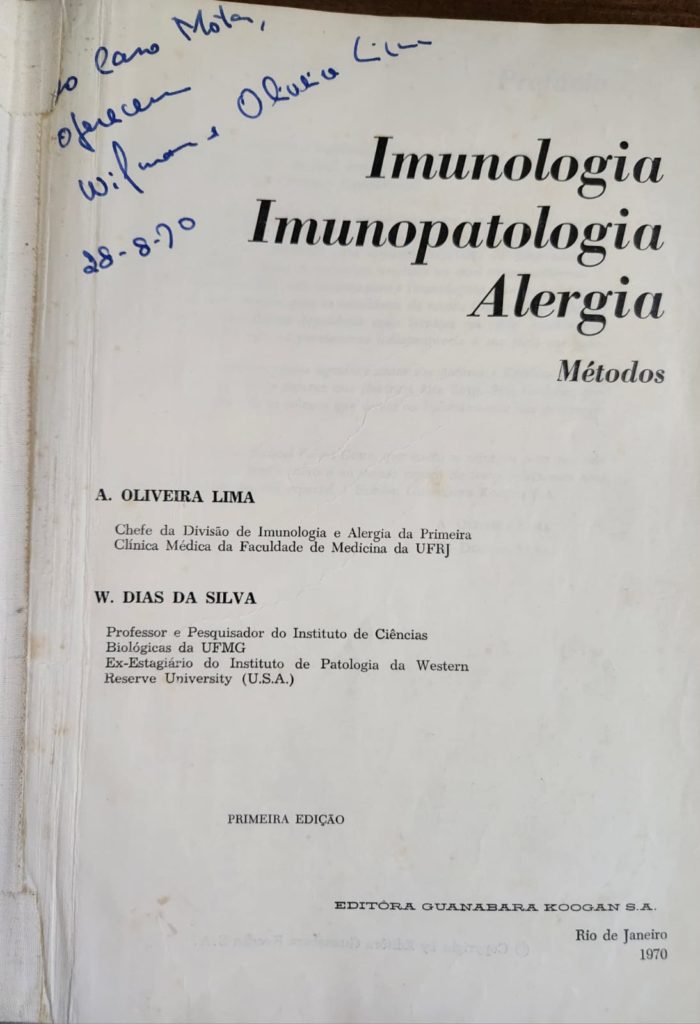 ao Caro Mota,
oferecem
Wilmar e Oliveira Lima
28-8-70
Imunologia
Imunopatologia
Alergia
Métodos
A. OLIVEIRA LIMA
Chefe da Divisão de Imunologia e Alergia da Primeira
Clínica Médica da Faculdade de Medicina da UFRJ
W. DIAS DA SILVA
Professor e Pesquisador do Instituto de Ciências
Biológicas da UFMG
Ex-Estagiário do Instituto de Patologia da Western
Reserve University (U.S.A.)
PRIMEIRA EDIÇÃO
EDITÔRA GUANABARA KOOGAN S.A.
Rio de Janeiro
1970